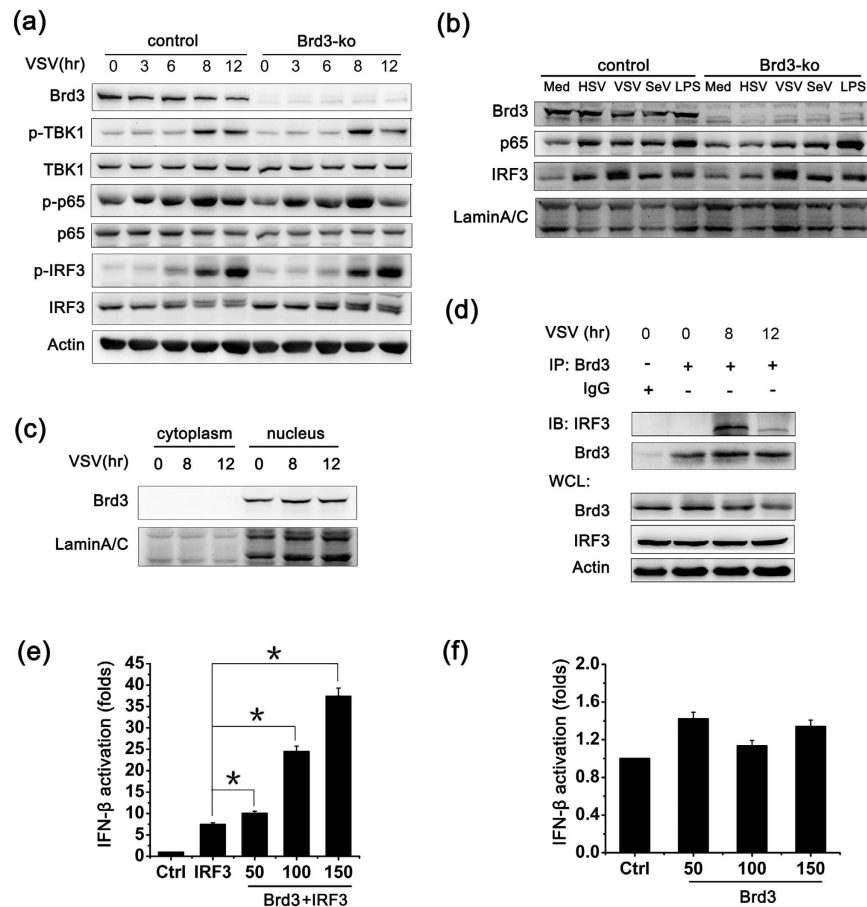 (a)
control Brd3-ko
VSV(hr) 0 3 6 8 12 0 3 6 8 12
Brd3
p-TBK1
TBK1
p-p65
p65
p-IRF3
IRF3
Actin
(b)
control Brd3-ko
Med HSV VSV SeV LPS Med HSV VSV SeV LPS
Brd3
p65
IRF3
LaminA/C
(c)
cytoplasm nucleus
VSV(hr) 0 8 12 0 8 12
Brd3
LaminA/C
(d)
VSV (hr) 0 0 8 12
IP: Brd3 - + + +
IgG + - - -
IB: IRF3
Brd3
WCL:
Brd3
IRF3
Actin
(e)
IFN-β activation (folds)
45
40
35
30
25
20
15
10
5
0
* * *
Ctrl IRF3 50 100 150
Brd3+IRF3
(f)
IFN-β activation (folds)
2.0
1.6
1.2
0.8
0.4
0.0
Ctrl 50 100 150
Brd3